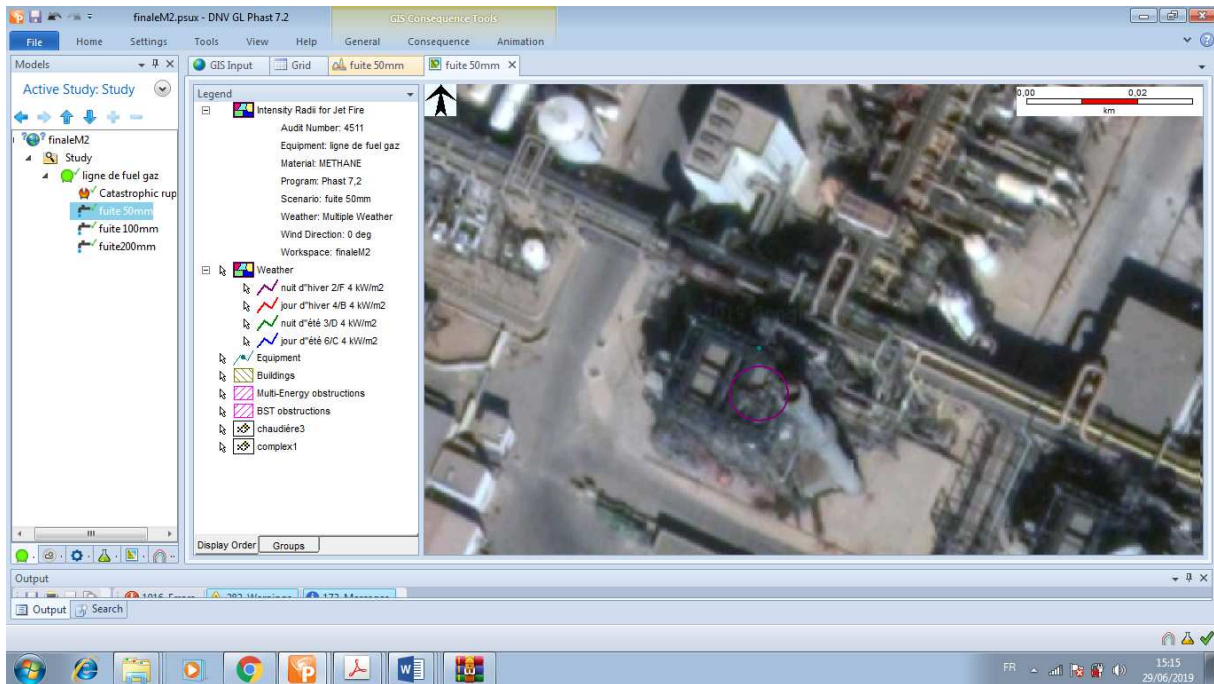 finaleM2.psux - DNV GL Phast 7.2
GIS Consequence Tools
File Home Settings Tools View Help General Consequence Animation
Models
GIS Input Grid fuite 50mm fuite 50mm
Active Study: Study
finaleM2
Study
ligne de fuel gaz
Catastrophic rup
fuite 50mm
fuite 100mm
fuite200mm
Legend
Intensity Radii for Jet Fire
Audit Number: 4511
Equipment: ligne de fuel gaz
Material: METHANE
Program: Phast 7,2
Scenario: fuite 50mm
Weather: Multiple Weather
Wind Direction: 0 deg
Workspace: finaleM2
Weather
nuit d"hiver 2/F 4 kW/m2
jour d"hiver 4/B 4 kW/m2
nuit d"été 3/D 4 kW/m2
jour d"été 6/C 4 kW/m2
Equipment
Buildings
Multi-Energy obstructions
BST obstructions
chaudiére3
complex1
Display Order Groups
0,00 0,02
km
Output
Output Search
FR 15:15
29/06/2019